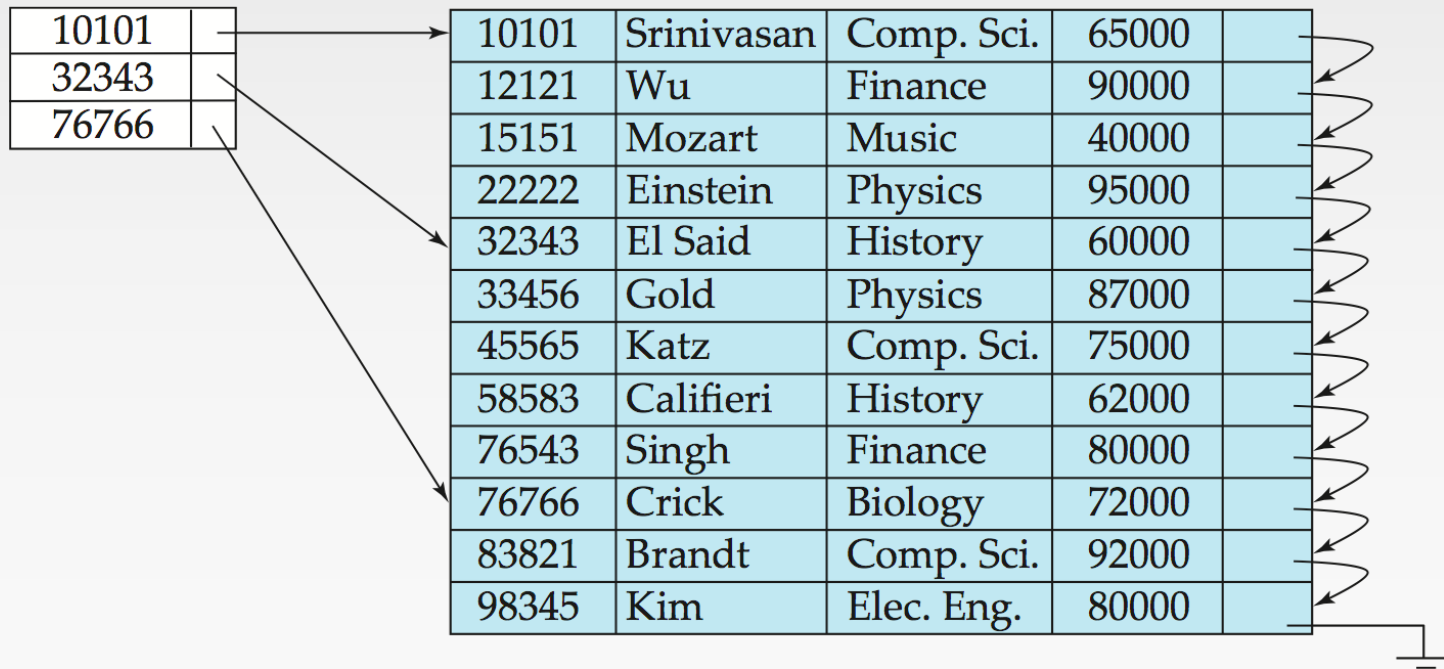 10101
32343
76766
10101 Srinivasan Comp. Sci. 65000
12121 Wu Finance 90000
15151 Mozart Music 40000
22222 Einstein Physics 95000
32343 El Said History 60000
33456 Gold Physics 87000
45565 Katz Comp. Sci. 75000
58583 Califieri History 62000
76543 Singh Finance 80000
76766 Crick Biology 72000
83821 Brandt Comp. Sci. 92000
98345 Kim Elec. Eng. 80000